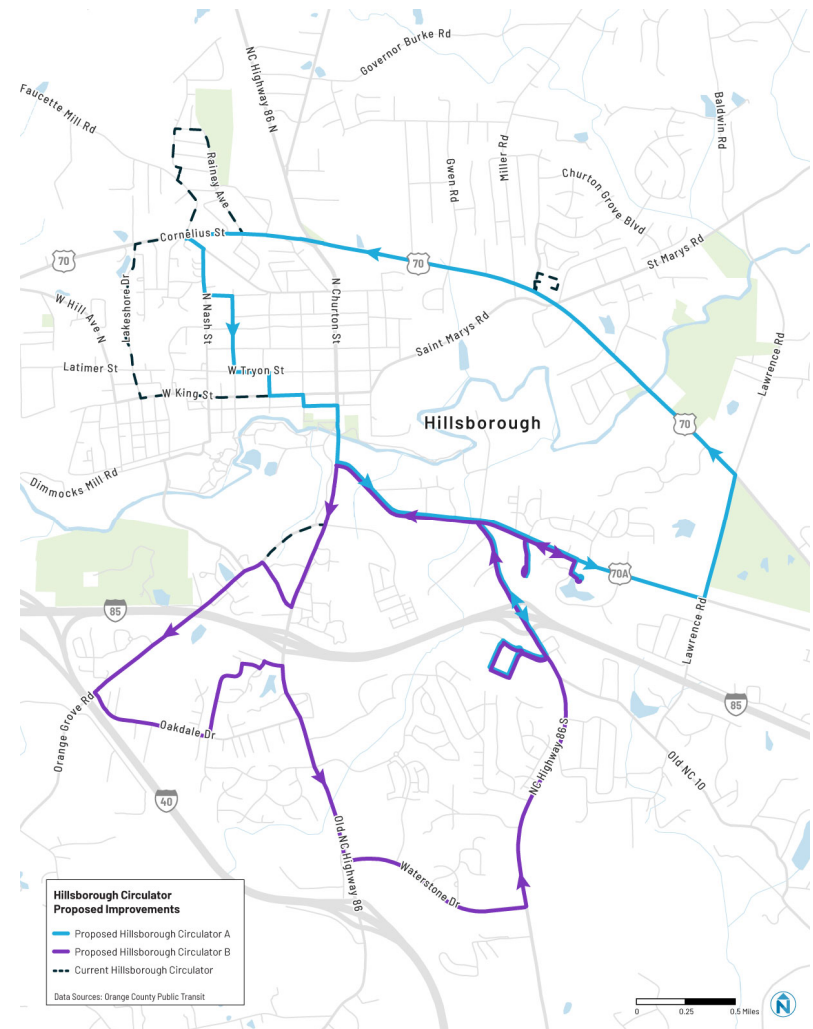 Governor Burke Rd
NC Highway 86 N
Faucette Mill Rd
Baldwin Rd
Miller Rd
Rainey Ave
Gwen Rd
Churton Grove Blvd
Cornelius St
St Marys Rd
70
70
Lakeshore Dr
W Hill Ave N
N Nash St
N Churton St
Saint Marys Rd
Lawrence Rd
Latimer St
W Tryon St
W King St
Hillsborough
70
Dimmocks Mill Rd
70A
85
Lawrence Rd
85
Orange Grove Rd
Oakdale Dr
NC Highway 86 S
Old NC 10
40
Old NC Highway 86
Waterstone Dr
Hillsborough Circulator
Proposed Improvements
Proposed Hillsborough Circulator A
Proposed Hillsborough Circulator B
Current Hillsborough Circulator
Data Sources: Orange County Public Transit
0 0.25 0.5 Miles
N